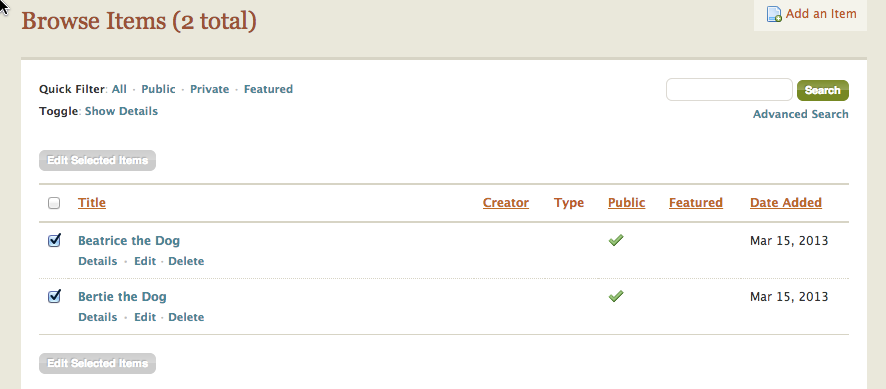 Browse Items (2 total)
Add an Item
Quick Filter: All · Public · Private · Featured
Search
Toggle: Show Details
Advanced Search
Edit Selected Items
Title Creator Type Public Featured Date Added
Beatrice the Dog Mar 15, 2013
Details · Edit · Delete
Bertie the Dog Mar 15, 2013
Details · Edit · Delete
Edit Selected Items